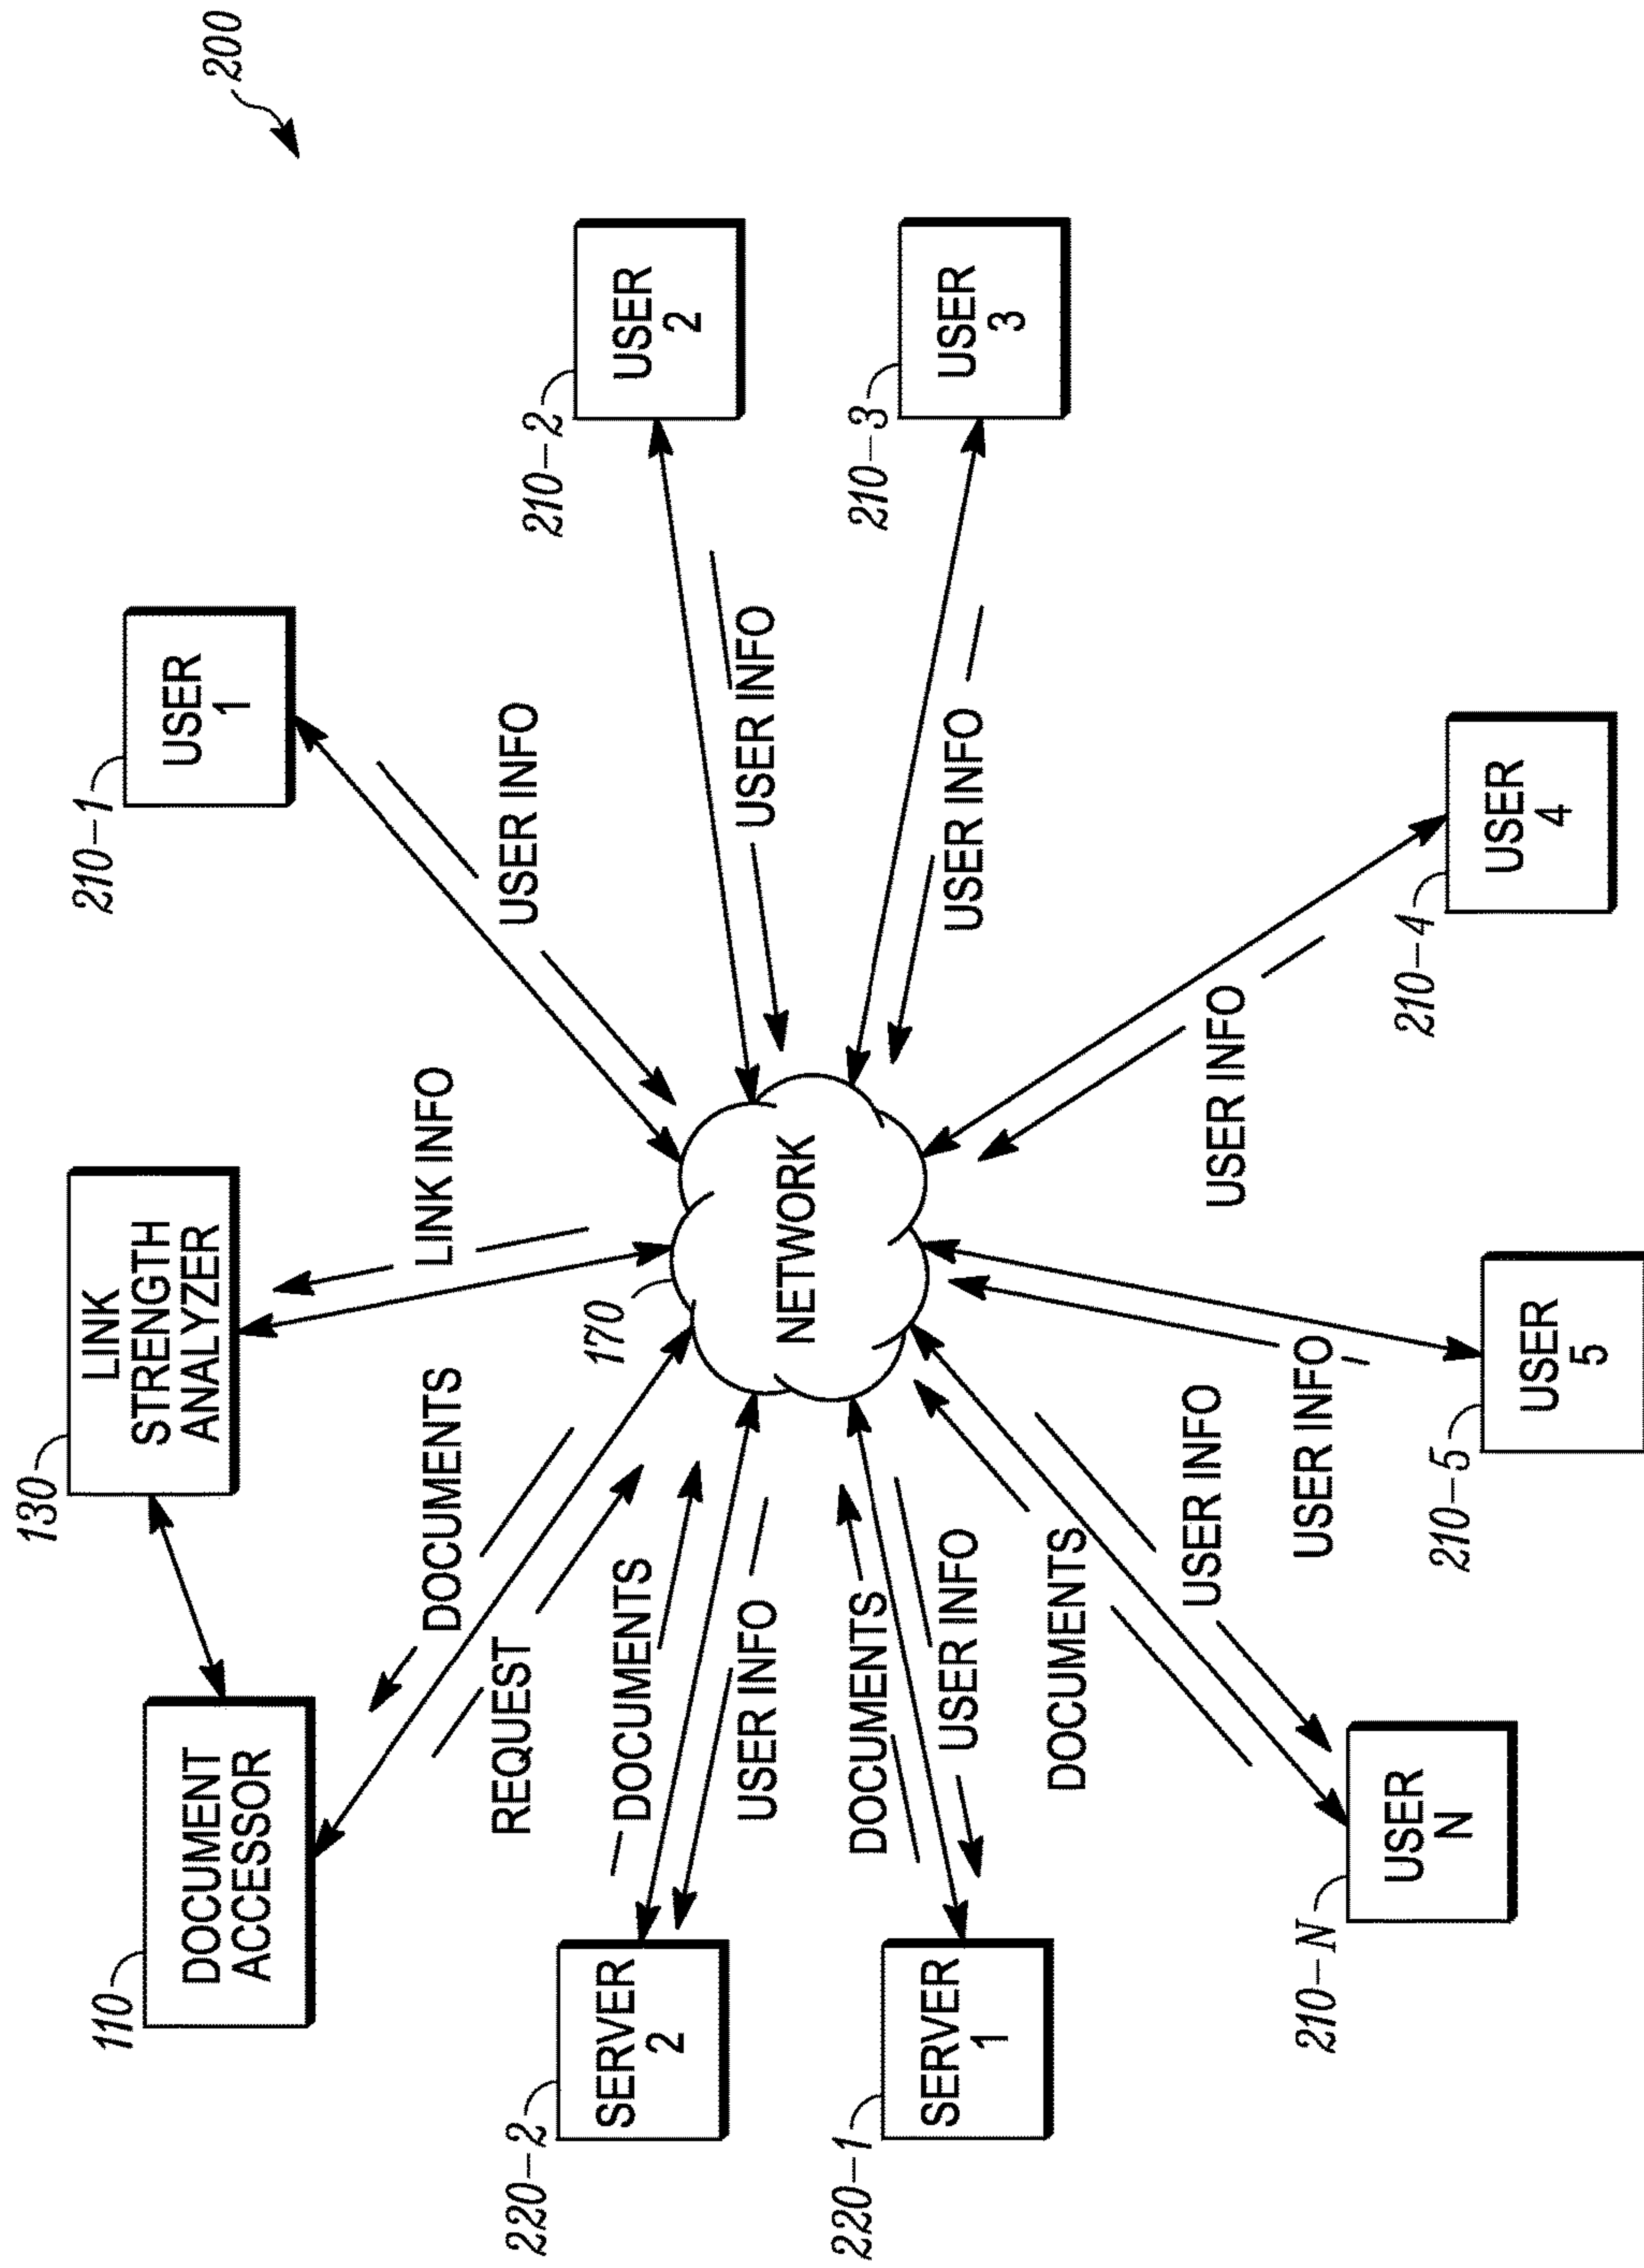 200
130
LINK
STRENGTH
ANALYZER
110
DOCUMENT
ACCESSOR
210-1
USER
1
LINK INFO
DOCUMENTS
REQUEST
USER INFO
220-2
SERVER
2
DOCUMENTS
USER INFO
170
NETWORK
USER INFO
210-2
USER
2
220-1
SERVER
1
DOCUMENTS
USER INFO
USER INFO
210-3
USER
3
DOCUMENTS
USER INFO
210-N
USER
N
USER INFO
210-5
USER
5
USER INFO
210-4
USER
4